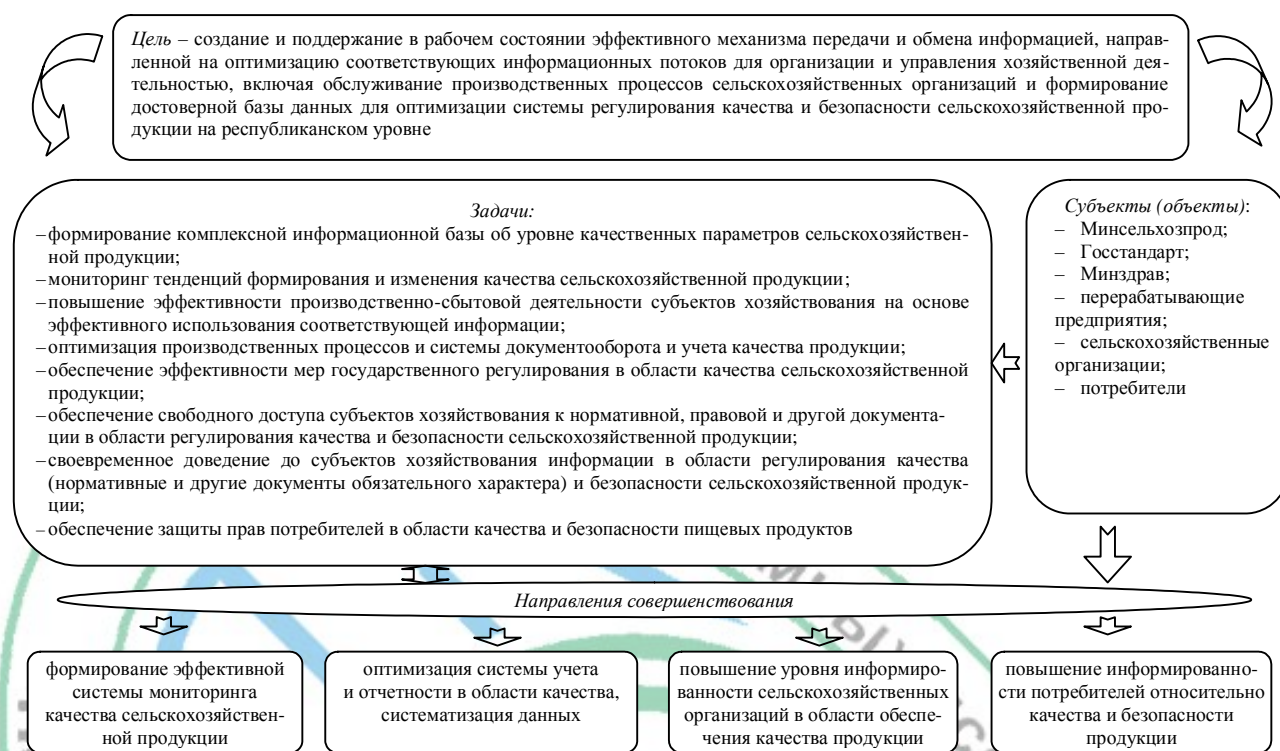 Цель – создание и поддержание в рабочем состоянии эффективного механизма передачи и обмена информацией, направ-
ленной на оптимизацию соответствующих информационных потоков для организации и управления хозяйственной дея-
тельностью, включая обслуживание производственных процессов сельскохозяйственных организаций и формирование
достоверной базы данных для оптимизации системы регулирования качества и безопасности сельскохозяйственной про-
дукции на республиканском уровне
Задачи:
– формирование комплексной информационной базы об уровне качественных параметров сельскохозяйствен-
ной продукции;
– мониторинг тенденций формирования и изменения качества сельскохозяйственной продукции;
– повышение эффективности производственно-сбытовой деятельности субъектов хозяйствования на основе
эффективного использования соответствующей информации;
– оптимизация производственных процессов и системы документооборота и учета качества продукции;
– обеспечение эффективности мер государственного регулирования в области качества сельскохозяйственной
продукции;
– обеспечение свободного доступа субъектов хозяйствования к нормативной, правовой и другой документа-
ции в области регулирования качества и безопасности сельскохозяйственной продукции;
– своевременное доведение до субъектов хозяйствования информации в области регулирования качества
(нормативные и другие документы обязательного характера) и безопасности сельскохозяйственной продук-
ции;
– обеспечение защиты прав потребителей в области качества и безопасности пищевых продуктов
Субъекты (объекты):
– Минсельхозпрод;
– Госстандарт;
– Минздрав;
– перерабатывающие
предприятия;
– сельскохозяйственные
организации;
– потребители
Направления совершенствования
формирование эффективной
системы мониторинга
качества сельскохозяйствен-
ной продукции
оптимизация системы учета
и отчетности в области качества,
систематизация данных
повышение уровня информиро-
ванности сельскохозяйственных
организаций в области обеспе-
чения качества продукции
повышение информированно-
сти потребителей относительно
качества и безопасности
продукции